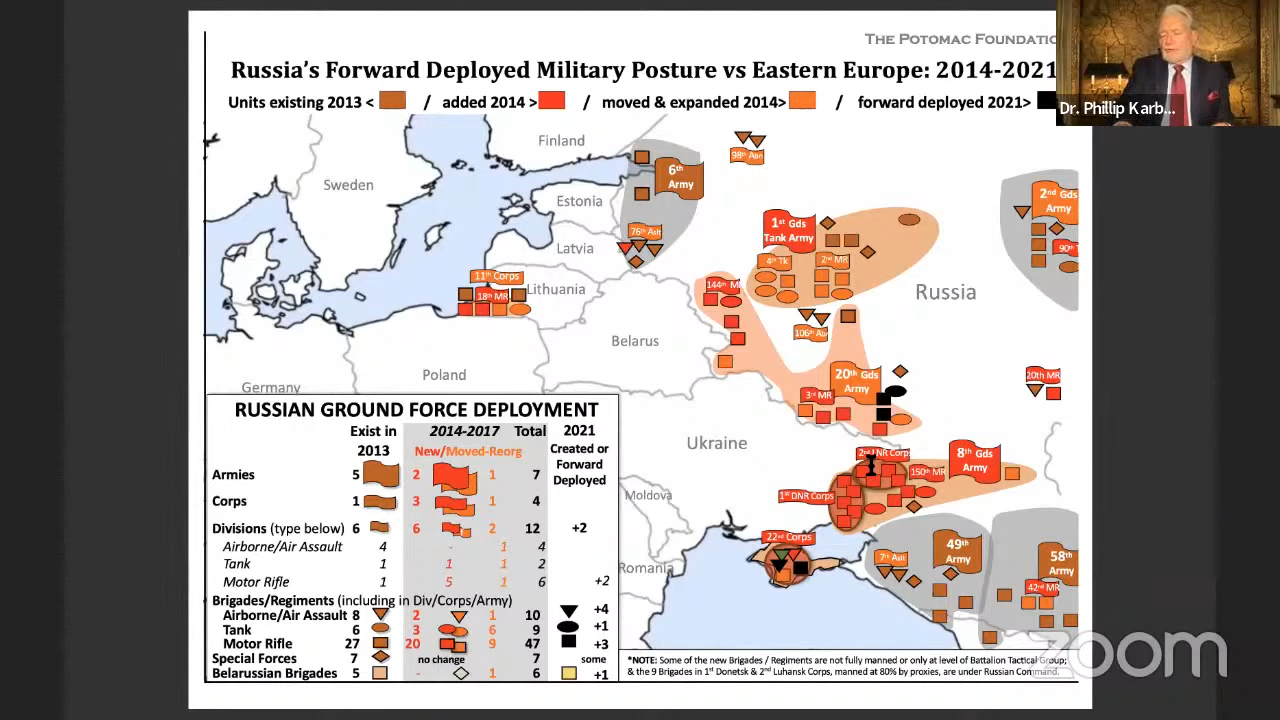 THE POTOMAC FOUNDATIO
Russia's Forward Deployed Military Posture vs Eastern Europe: 2014-2021
Units existing 2013 < / added 2014 > / moved & expanded 2014> / forward deployed 2021>
Dr. Phillip Karb...
Finland
98th Abn
Sweden
6th Army
2nd Gds Army
Estonia
76th Aslt
1st Gds Tank Army
Latvia
4th Tk
2nd MR
90th
11th Corps
18th MR
Lithuania
144th M
Russia
106th Abn
Belarus
Poland
20th Gds Army
20th MR
Germany
3rd MR
Ukraine
2nd LNR Corps
8th Gds Army
150th MR
1st DNR Corps
Moldova
22nd Corps
49th Army
7th Aslt
58th Army
Romania
42nd MR
RUSSIAN GROUND FORCE DEPLOYMENT
Exist in 2013
2014-2017
Total
2021
New/Moved-Reorg
Created or Forward Deployed
Armies 5 2 1 7
Corps 1 3 1 4
Divisions (type below) 6 6 2 12 +2
Airborne/Air Assault 4 - 1 4
Tank 1 1 1 2
Motor Rifle 1 5 1 6 +2
Brigades/Regiments (including in Div/Corps/Army)
Airborne/Air Assault 8 2 1 10 +4
Tank 6 3 6 9 +1
Motor Rifle 27 20 9 47 +3
Special Forces 7 no change 7 some
Belarussian Brigades 5 - 1 6 +1
*NOTE: Some of the new Brigades / Regiments are not fully manned or only at level of Battalion Tactical Group;
& the 9 Brigades in 1st Donetsk & 2nd Luhansk Corps, manned at 80% by proxies, are under Russian Command.
zoom